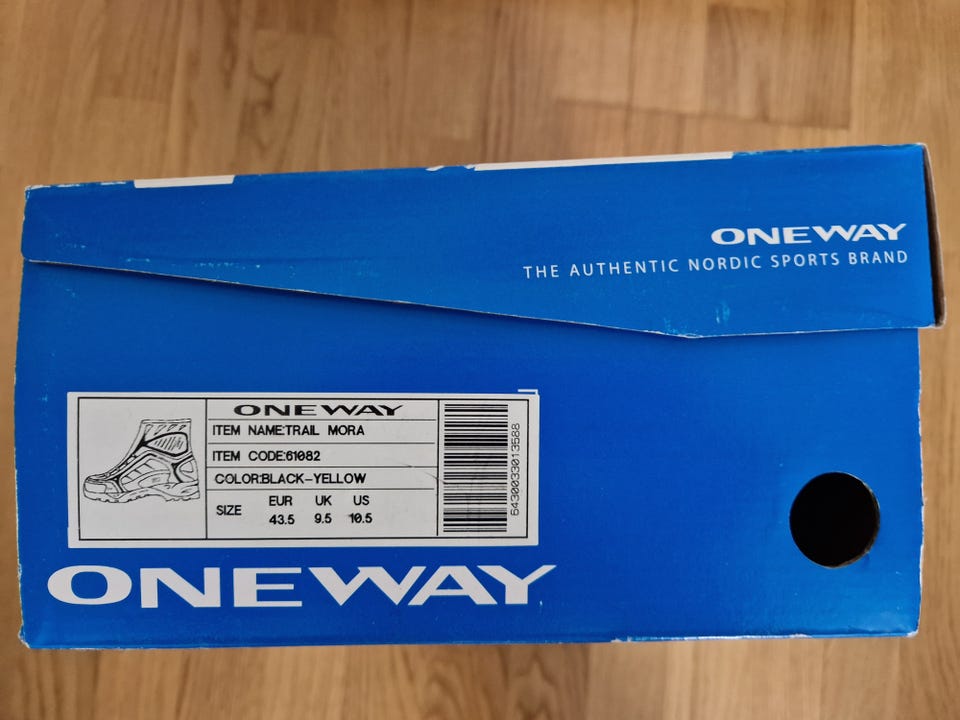 ONEWAY
THE AUTHENTIC NORDIC SPORTS BRAND
ONEWAY
ITEM NAME:TRAIL MORA
ITEM CODE:61082
COLOR:BLACK-YELLOW
SIZE
EUR UK US
43.5 9.5 10.5
6430033013588
ONEWAY